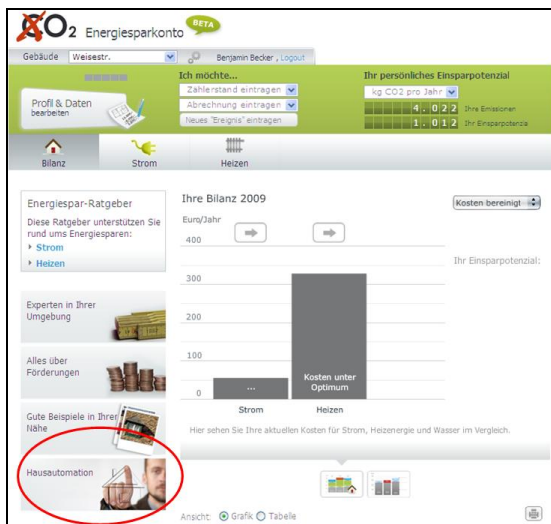 CO2 Energiesparkonto BETA
Gebäude Weisestr. Benjamin Becker , Logout
Profil & Daten
bearbeiten
Ich möchte...
Zählerstand eintragen
Abrechnung eintragen
Neues "Ereignis" eintragen
Ihr persönliches Einsparpotenzial
kg CO2 pro Jahr
4.022 Ihre Emissionen
1.012 Ihr Einsparpotenzial
Bilanz Strom Heizen
Energiespar-Ratgeber
Diese Ratgeber unterstützen Sie
rund ums Energiesparen:
Strom
Heizen
Experten in Ihrer
Umgebung
Alles über
Förderungen
Gute Beispiele in Ihrer
Nähe
Hausautomation
Ihre Bilanz 2009
Kosten bereinigt
Euro/Jahr
400
300
200
100
0
...
Kosten unter
Optimum
Strom Heizen
Ihr Einsparpotenzial:
Hier sehen Sie Ihre aktuellen Kosten für Strom, Heizenergie und Wasser im Vergleich.
Ansicht: Grafik Tabelle